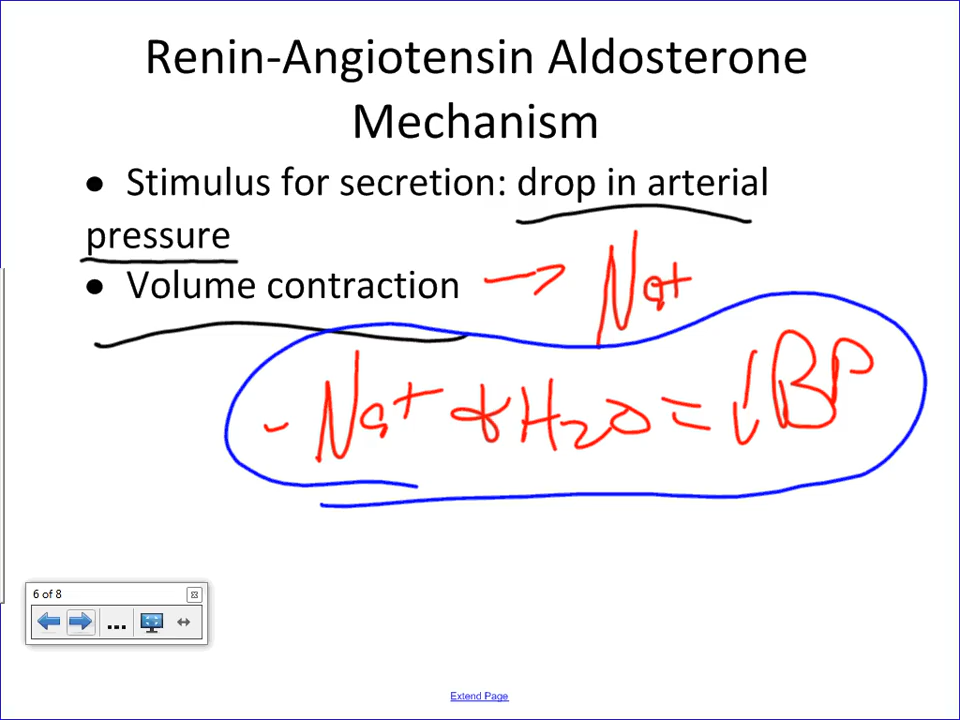 Renin-Angiotensin Aldosterone
Mechanism
• Stimulus for secretion: drop in arterial
pressure
• Volume contraction → Na+
- Na+ & H2O = ↓BP
6 of 8
...
Extend Page